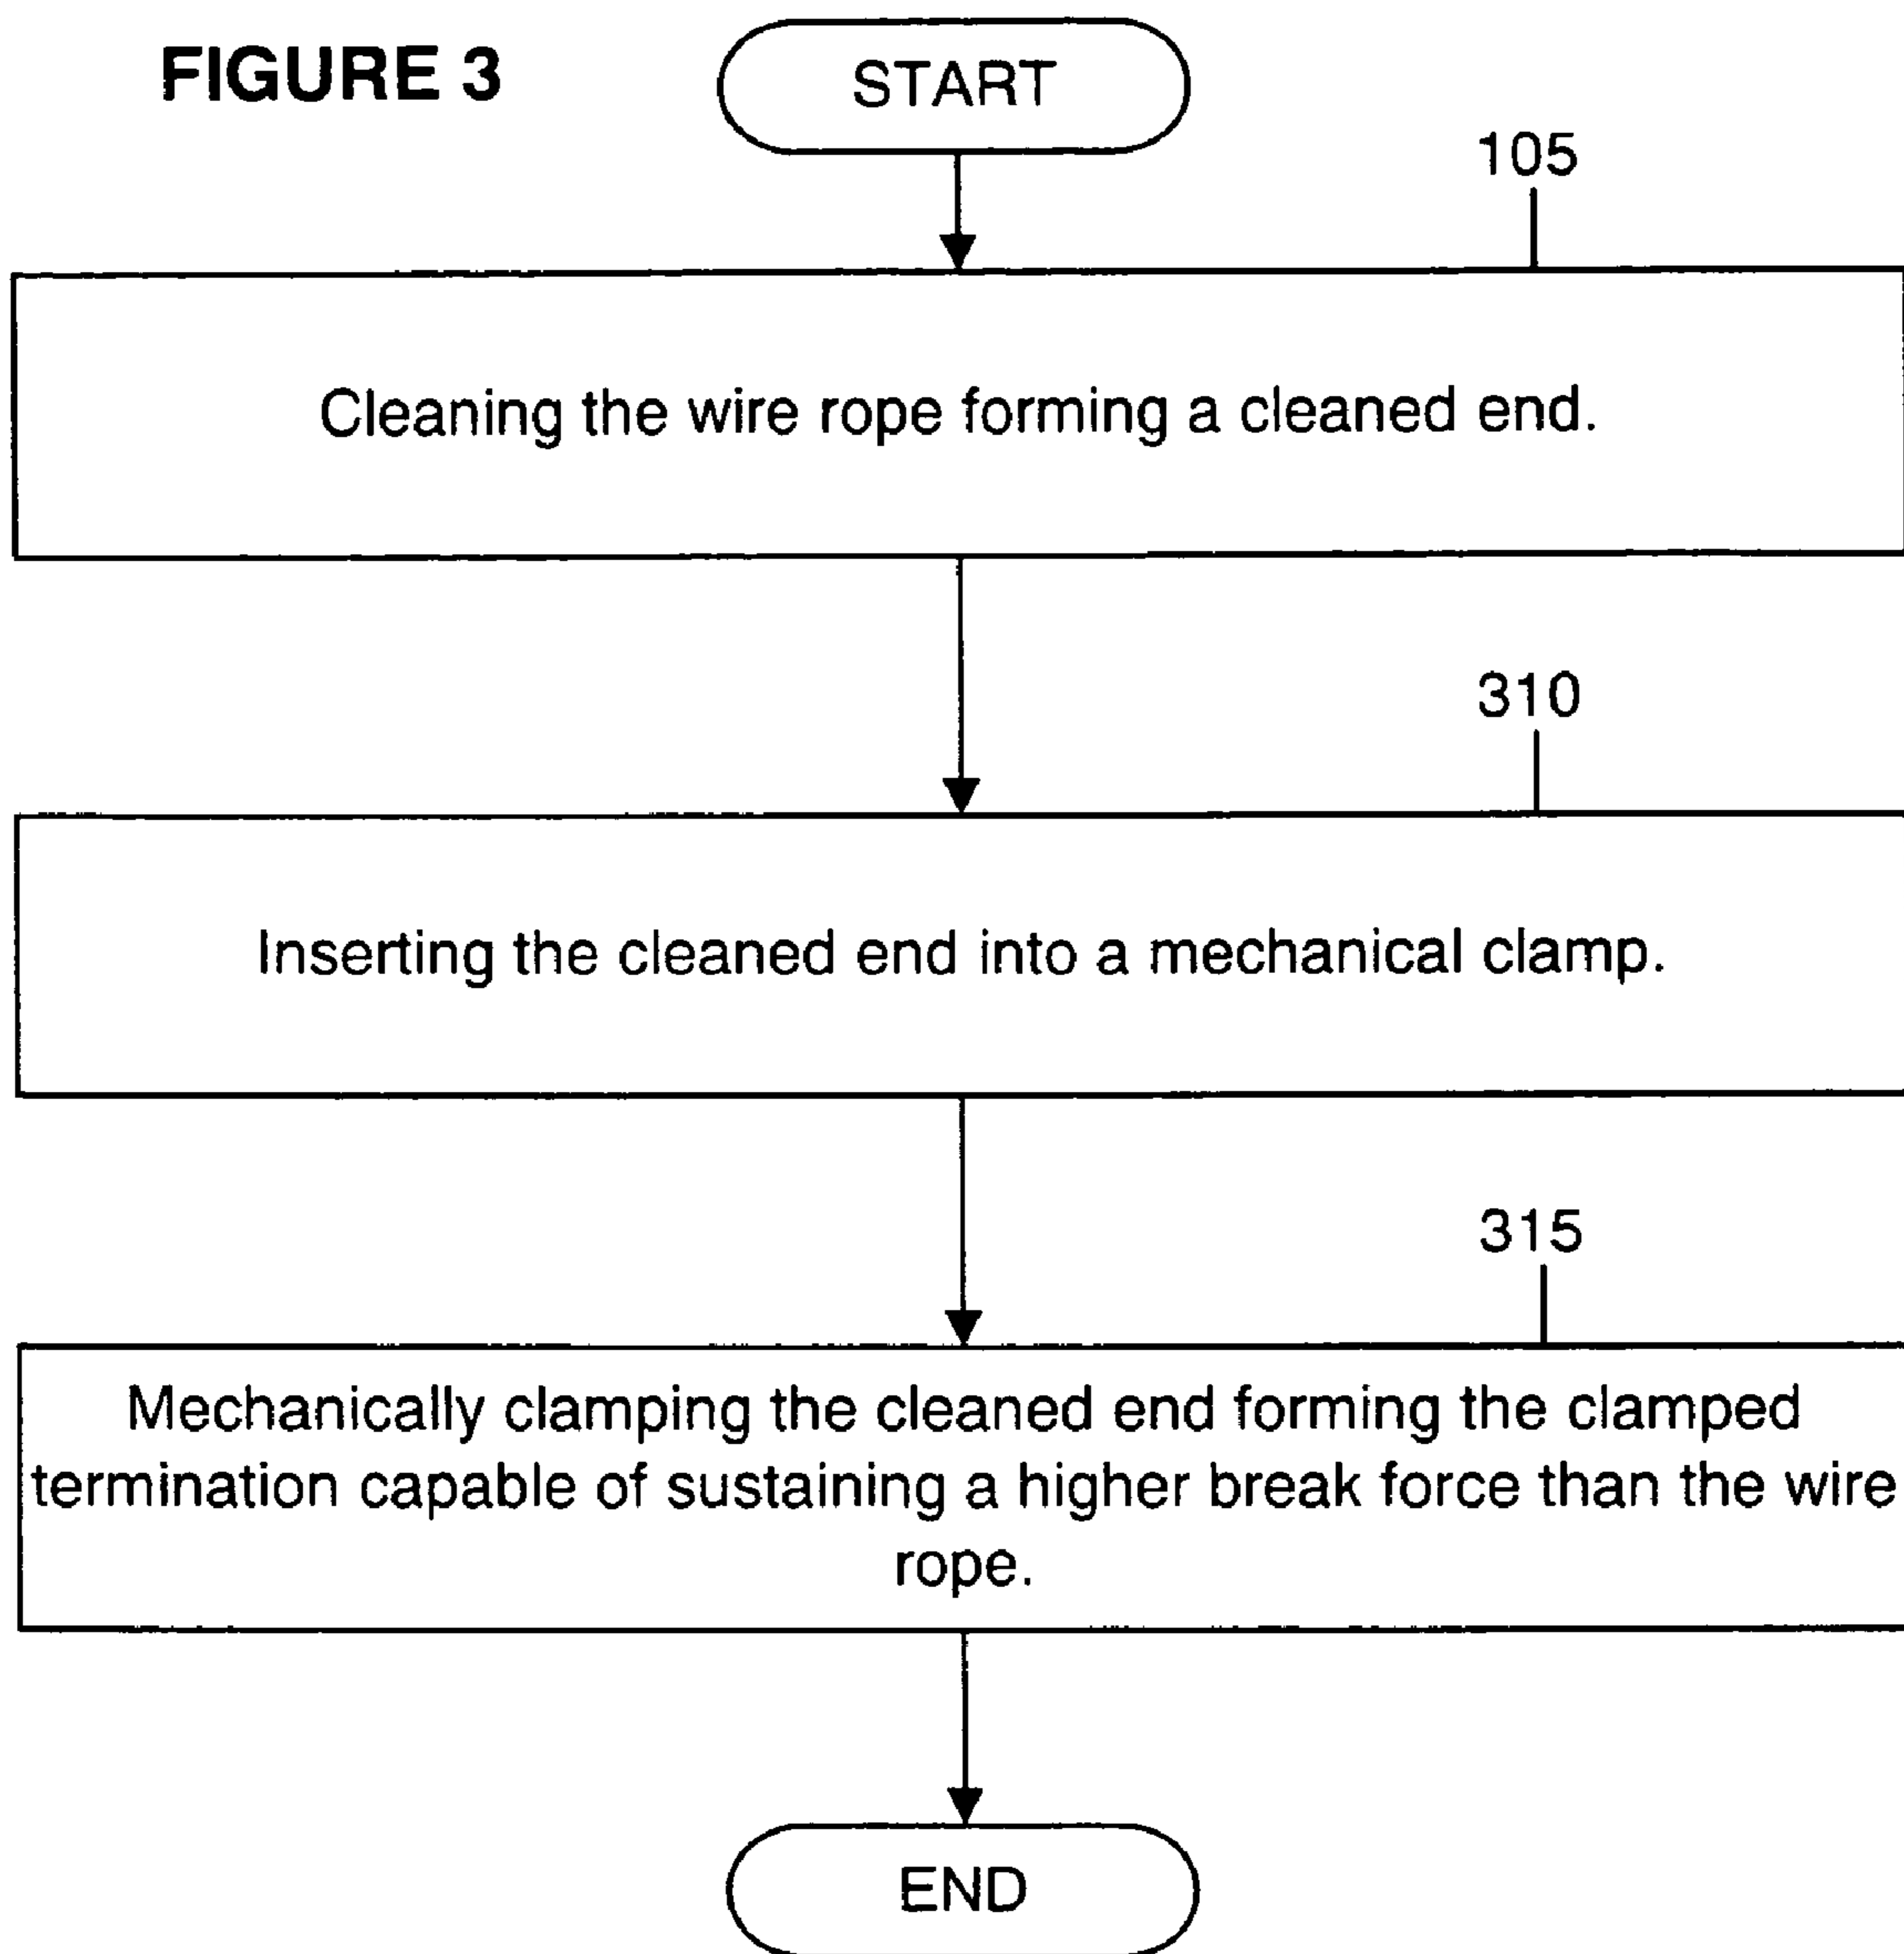 FIGURE 3
START
105
Cleaning the wire rope forming a cleaned end.
310
Inserting the cleaned end into a mechanical clamp.
315
Mechanically clamping the cleaned end forming the clamped
termination capable of sustaining a higher break force than the wire
rope.
END